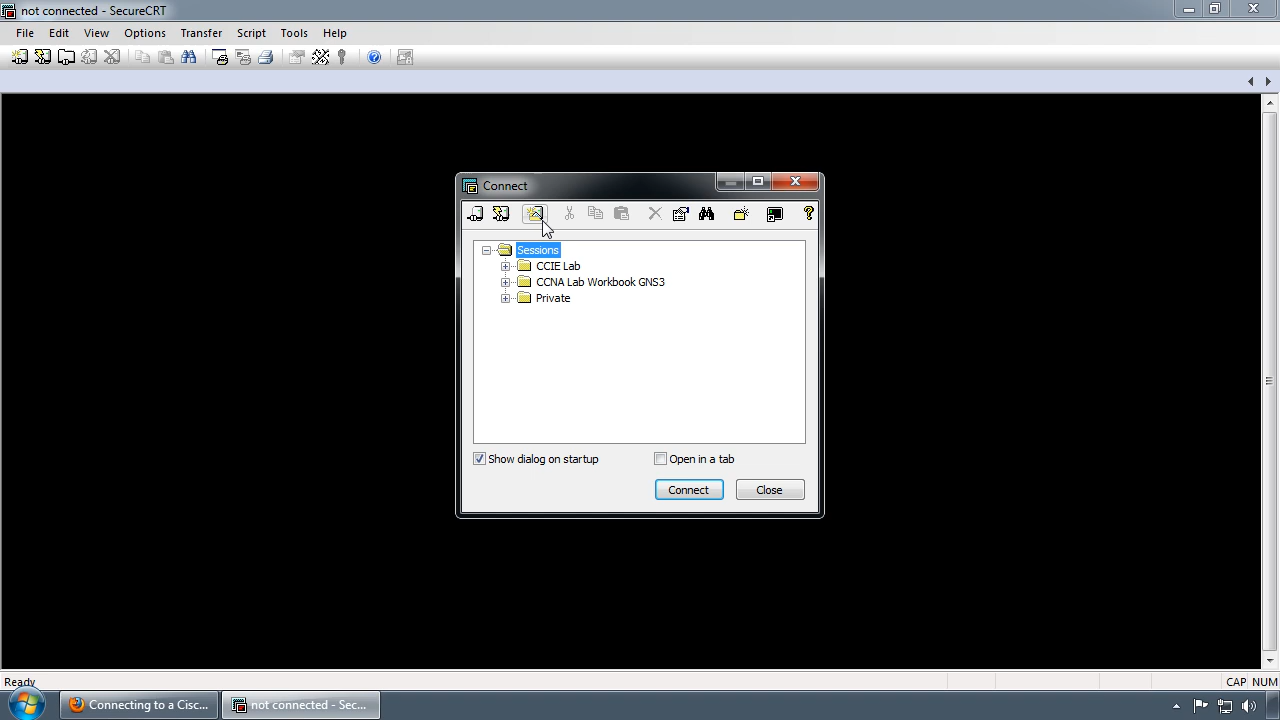 not connected - SecureCRT
File Edit View Options Transfer Script Tools Help
Connect
Sessions
CCIE Lab
CCNA Lab Workbook GNS3
Private
Show dialog on startup Open in a tab
Connect Close
Ready CAP NUM
Connecting to a Cisc... not connected - Sec...